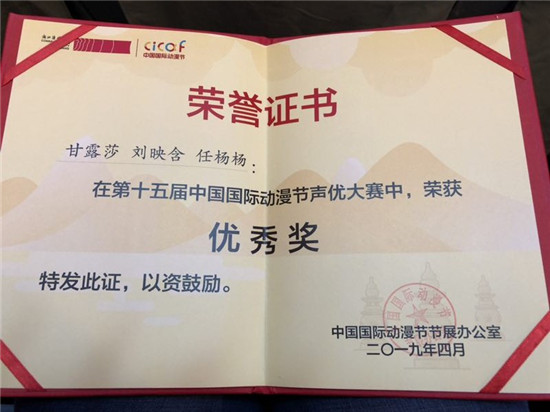 cicaf
中国国际动漫节
荣誉证书
甘露莎 刘映含 任杨杨:
在第十五届中国国际动漫节声优大赛中，荣获
优秀奖
特发此证，以资鼓励。
中国国际动漫节节展办公室
二〇一九年四月